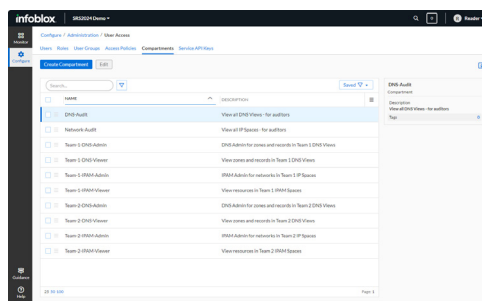 infoblox. SRS2024 Demo
Reader
Monitor
Configure
Configure / Administration / User Access
Users Roles User Groups Access Policies Compartments Service API Keys
Create Compartment Edit
Search... Saved
NAME DESCRIPTION
DNS-Audit View all DNS Views - for auditors
Network-Audit View all IP Spaces - for auditors
Team-1-DNS-Admin DNS Admin for zones and records in Team 1 DNS Views
Team-1-DNS-Viewer View zones and records in Team 1 DNS Views
Team-1-IPAM-Admin IPAM Admin for networks in Team 1 IP Spaces
Team-1-IPAM-Viewer View resources in Team 1 IPAM Spaces
Team-2-DNS-Admin DNS Admin for zones and records in Team 2 DNS Views
Team-2-DNS-Viewer View zones and records in Team 2 DNS Views
Team-2-IPAM-Admin IPAM Admin for networks in Team 2 IP Spaces
Team-2-IPAM-Viewer View resources in Team 2 IPAM Spaces
DNS-Audit
Compartment
Description
View all DNS Views - for auditors
Tags
Guidance
Help
25 50 100 Page 1